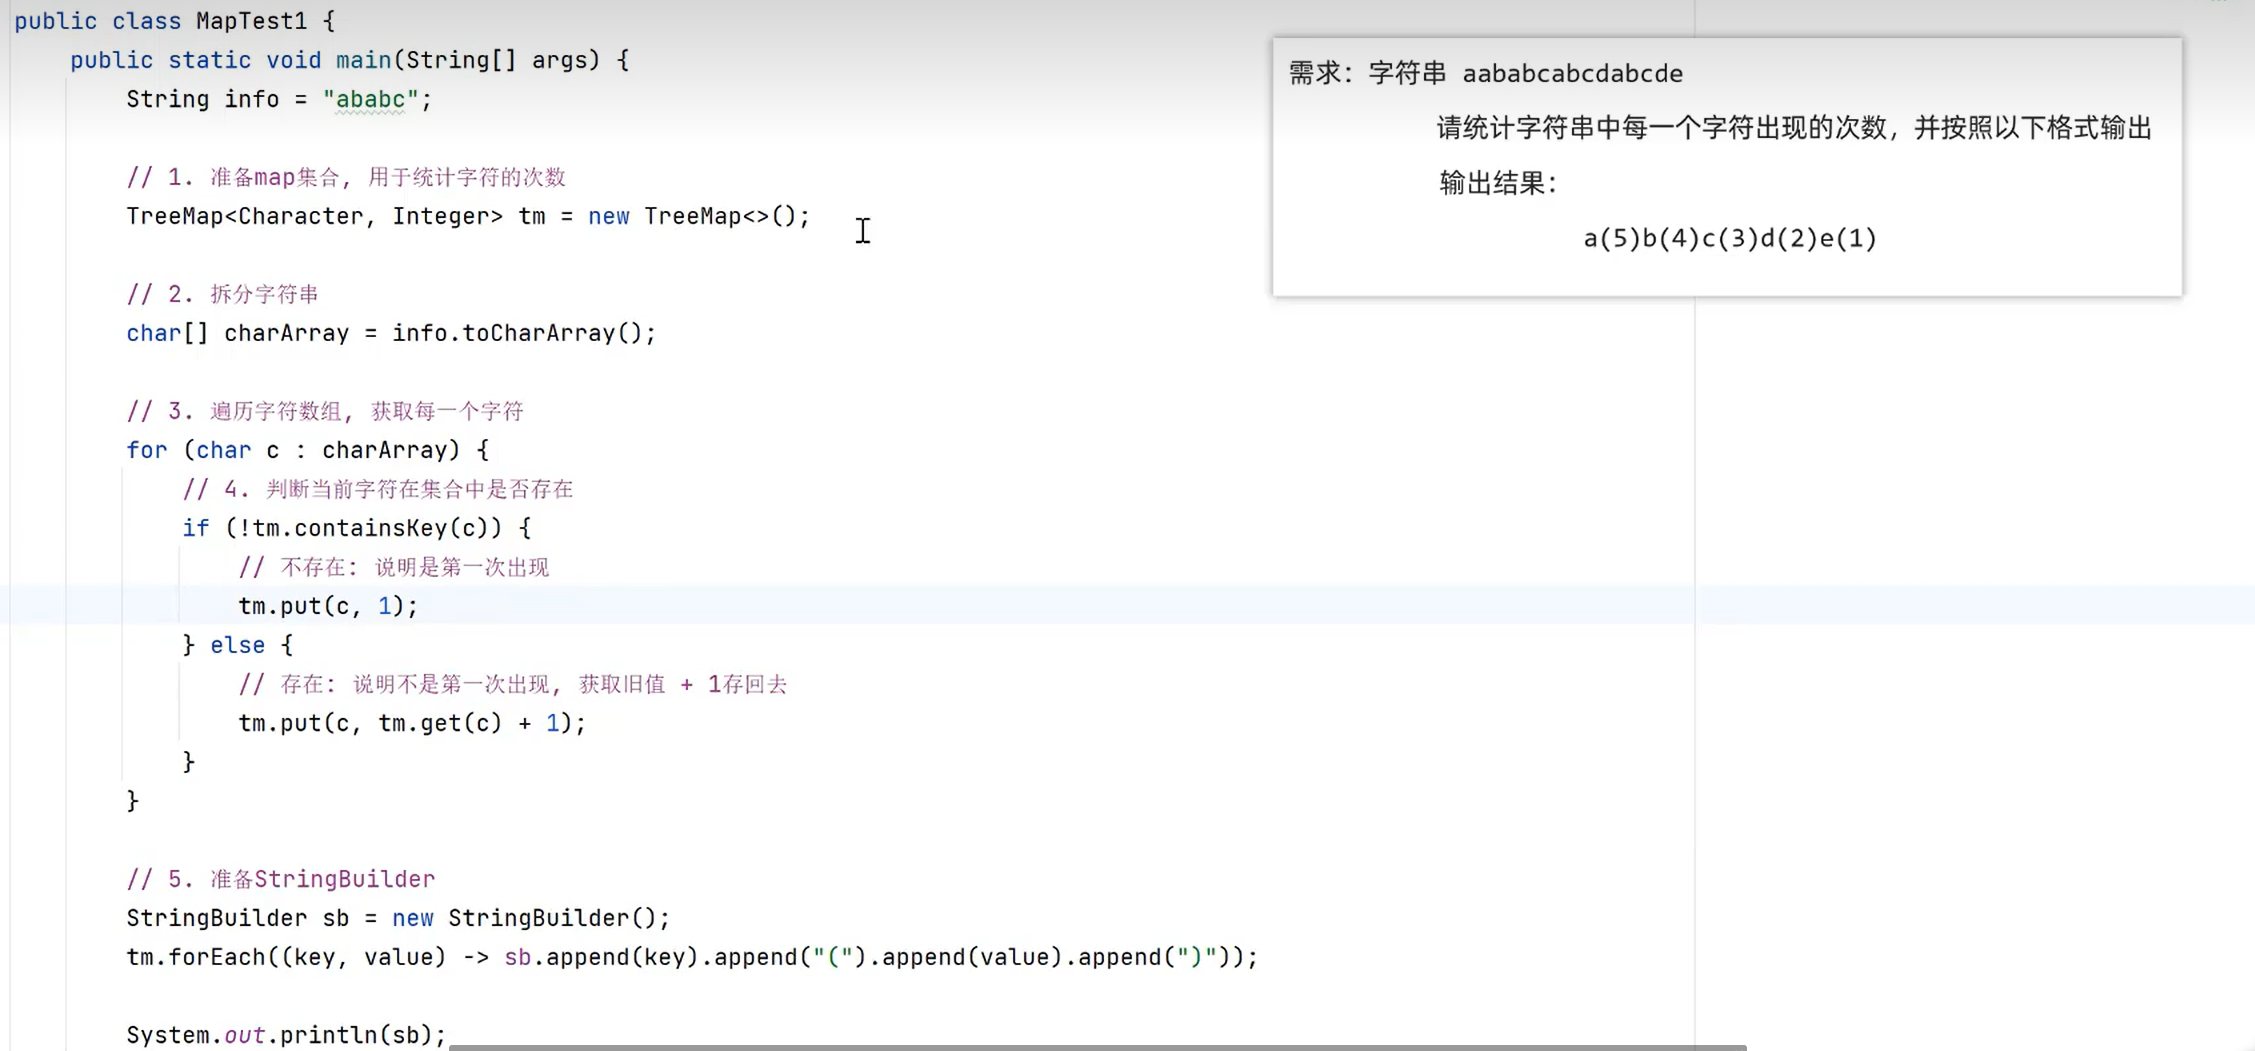 public class MapTest1 {
public static void main(String[] args) {
String info = "ababc";
// 1. 准备map集合, 用于统计字符的次数
TreeMap<Character, Integer> tm = new TreeMap<>();
// 2. 拆分字符串
char[] charArray = info.toCharArray();
// 3. 遍历字符数组, 获取每一个字符
for (char c : charArray) {
// 4. 判断当前字符在集合中是否存在
if (!tm.containsKey(c)) {
// 不存在: 说明是第一次出现
tm.put(c, 1);
} else {
// 存在: 说明不是第一次出现, 获取旧值 + 1存回去
tm.put(c, tm.get(c) + 1);
}
}
// 5. 准备StringBuilder
StringBuilder sb = new StringBuilder();
tm.forEach((key, value) -> sb.append(key).append("(").append(value).append(")"));
System.out.println(sb);
需求：字符串 aababcabcdabcde
请统计字符串中每一个字符出现的次数，并按照以下格式输出
输出结果：
a(5)b(4)c(3)d(2)e(1)